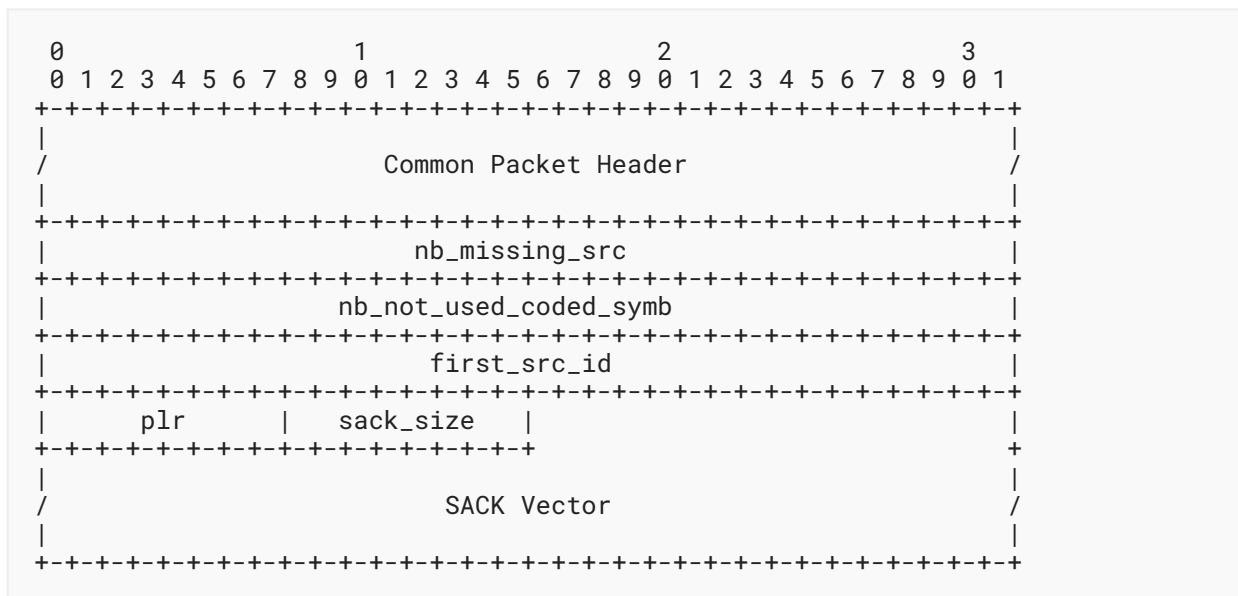 0                   1                   2                   3
 0 1 2 3 4 5 6 7 8 9 0 1 2 3 4 5 6 7 8 9 0 1 2 3 4 5 6 7 8 9 0 1
+-+-+-+-+-+-+-+-+-+-+-+-+-+-+-+-+-+-+-+-+-+-+-+-+-+-+-+-+-+-+-+-+
|                                                               |
/                      Common Packet Header                     /
|                                                               |
+-+-+-+-+-+-+-+-+-+-+-+-+-+-+-+-+-+-+-+-+-+-+-+-+-+-+-+-+-+-+-+-+
|                        nb_missing_src                         |
+-+-+-+-+-+-+-+-+-+-+-+-+-+-+-+-+-+-+-+-+-+-+-+-+-+-+-+-+-+-+-+-+
|                   nb_not_used_coded_symb                      |
+-+-+-+-+-+-+-+-+-+-+-+-+-+-+-+-+-+-+-+-+-+-+-+-+-+-+-+-+-+-+-+-+
|                         first_src_id                          |
+-+-+-+-+-+-+-+-+-+-+-+-+-+-+-+-+-+-+-+-+-+-+-+-+-+-+-+-+-+-+-+-+
|      plr      |   sack_size   |                               |
+-+-+-+-+-+-+-+-+-+-+-+-+-+-+-+-+                               +
|                                                               |
/                          SACK Vector                          /
|                                                               |
+-+-+-+-+-+-+-+-+-+-+-+-+-+-+-+-+-+-+-+-+-+-+-+-+-+-+-+-+-+-+-+-+